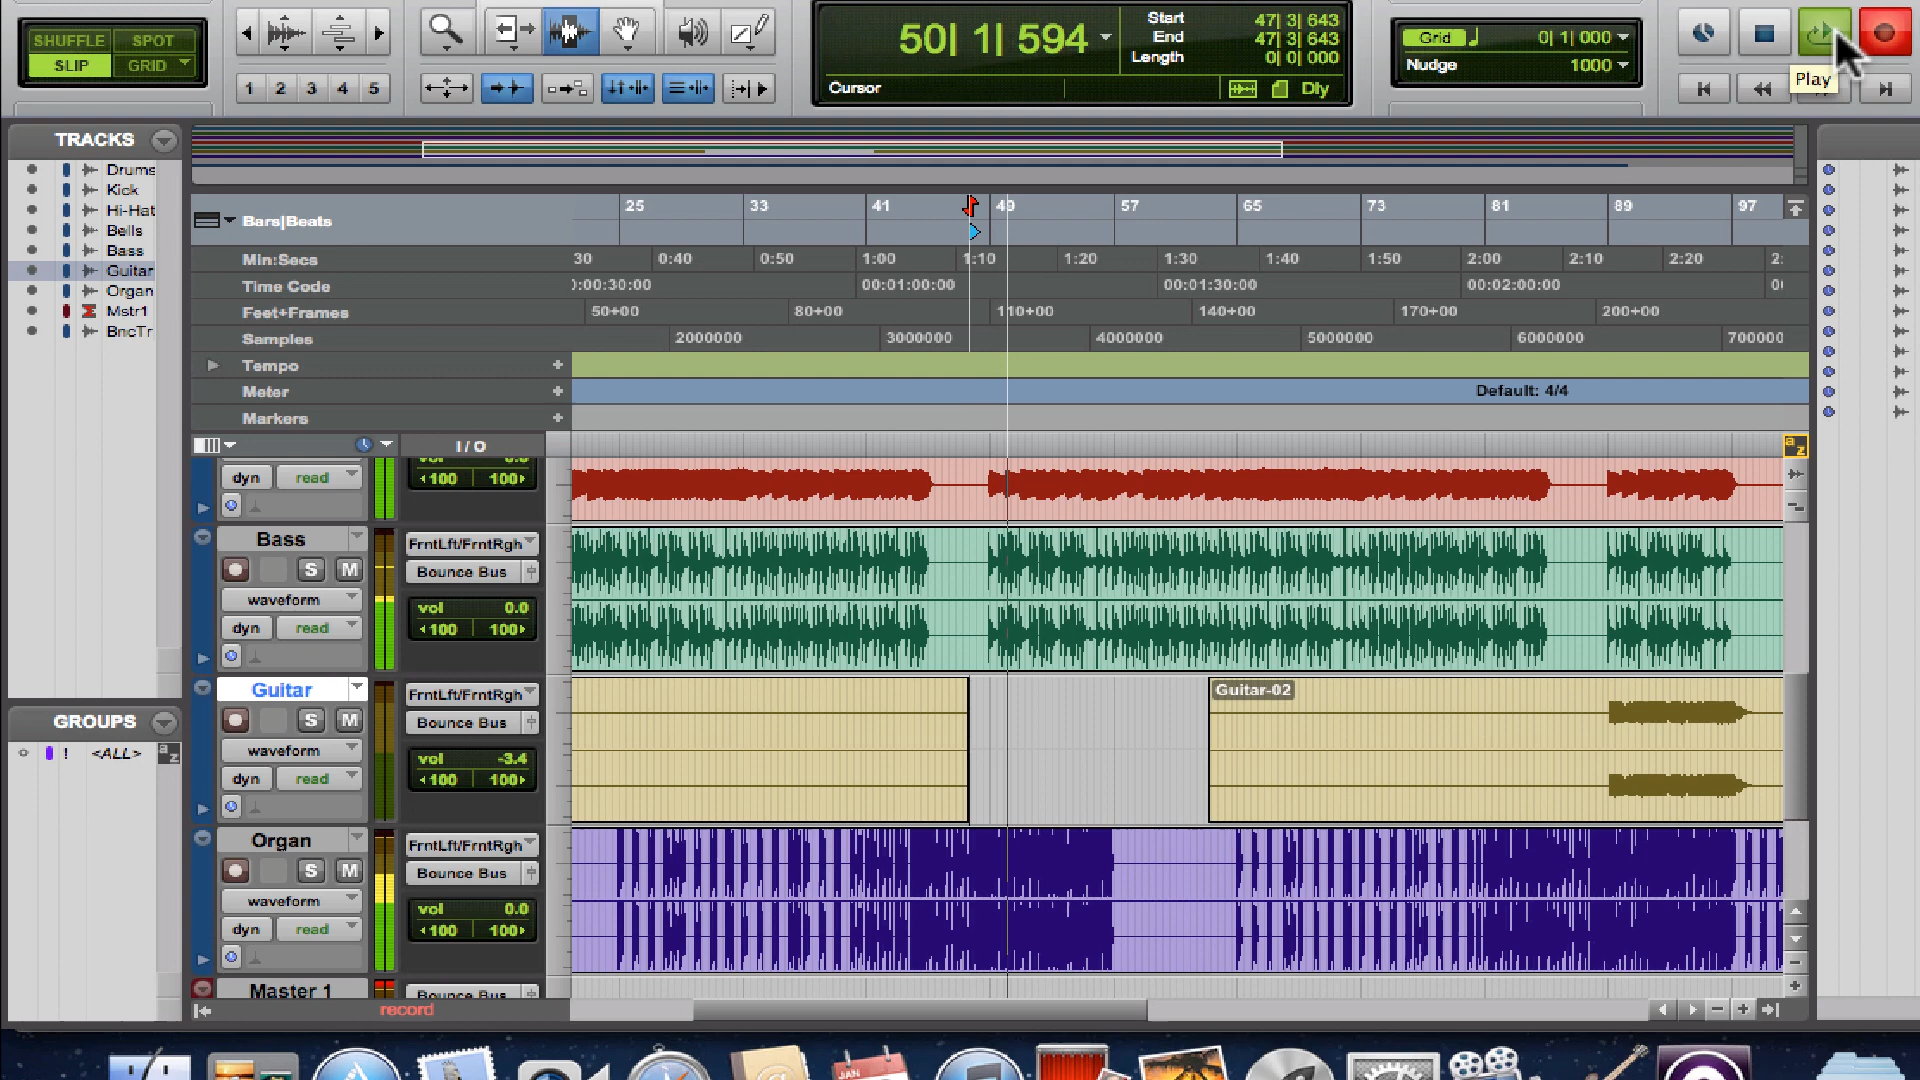 SHUFFLE SPOT
SLIP GRID
1 2 3 4 5
50| 1| 594
Start 47| 3| 643
End 47| 3| 643
Length 0| 0| 000
Cursor Dly
Grid 0| 1| 000
Nudge 1000
Play
TRACKS
Drums
Kick
Hi-Hat
Bells
Bass
Guitar
Organ
Mstr1
BncTr
GROUPS
! <ALL> a z
Bars|Beats 25 33 41 49 57 65 73 81 89 97
Min:Secs 30 0:40 0:50 1:00 1:10 1:20 1:30 1:40 1:50 2:00 2:10 2:20 2:
Time Code 0:00:30:00 00:01:00:00 00:01:30:00 00:02:00:00
Feet+Frames 50+00 80+00 110+00 140+00 170+00 200+00
Samples 2000000 3000000 4000000 5000000 6000000 700000
Tempo +
Meter + Default: 4/4
Markers +
I / O
a z
vol 0.0
dyn read
100 100
Bass
FrntLft/FrntRgh
S M
Bounce Bus
waveform
vol 0.0
dyn read
100 100
Guitar
FrntLft/FrntRgh
Guitar-02
S M
Bounce Bus
waveform
vol -3.4
dyn read
100 100
Organ
FrntLft/FrntRgh
S M
Bounce Bus
waveform
vol 0.0
dyn read
100 100
Master 1
Bounce Bus
record
JAN